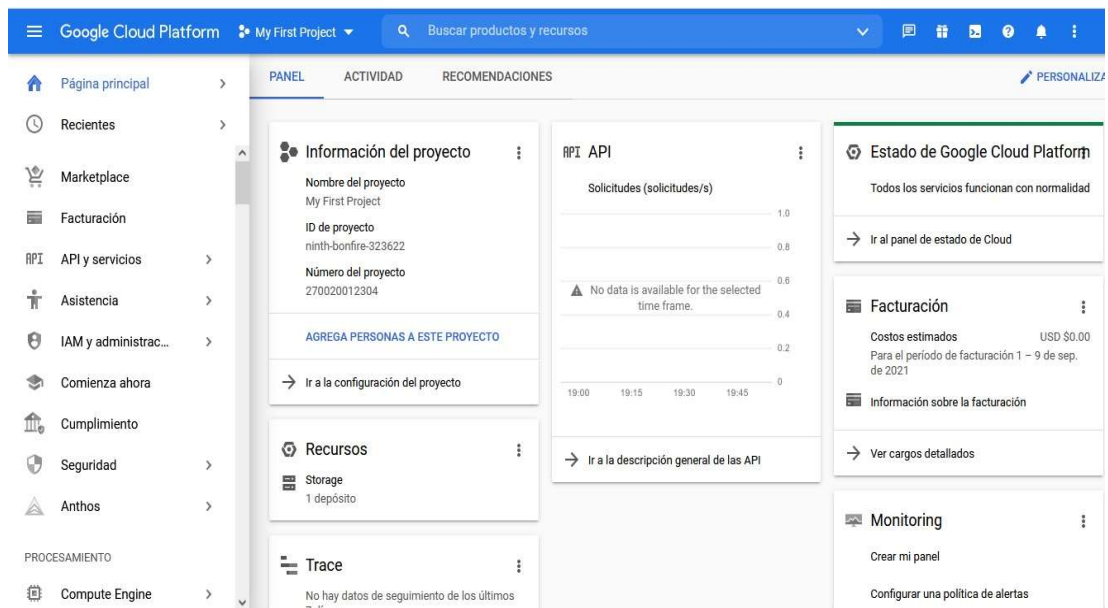 Google Cloud Platform
My First Project
Buscar productos y recursos
Página principal
Recientes
Marketplace
Facturación
API
API y servicios
Asistencia
IAM y administrac...
Comienza ahora
Cumplimiento
Seguridad
Anthos
PROCESAMIENTO
Compute Engine
PANEL
ACTIVIDAD
RECOMENDACIONES
PERSONALIZA
Información del proyecto
Nombre del proyecto
My First Project
ID de proyecto
ninth-bonfire-323622
Número del proyecto
270020012304
AGREGA PERSONAS A ESTE PROYECTO
Ir a la configuración del proyecto
Recursos
Storage
1 depósito
Trace
No hay datos de seguimiento de los últimos
API API
Solicitudes (solicitudes/s)
1.0
0.8
0.6
0.4
0.2
0
No data is available for the selected
time frame.
19:00 19:15 19:30 19:45
Ir a la descripción general de las API
Estado de Google Cloud Platform
Todos los servicios funcionan con normalidad
Ir al panel de estado de Cloud
Facturación
Costos estimados USD $0.00
Para el período de facturación 1 – 9 de sep.
de 2021
Información sobre la facturación
Ver cargos detallados
Monitoring
Crear mi panel
Configurar una política de alertas